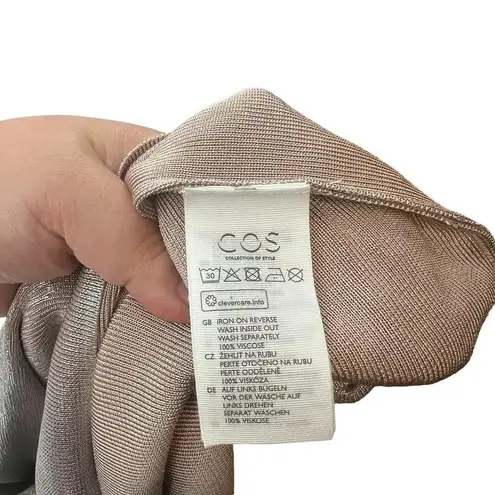 COS
COLLECTION OF STYLE
30
clevercare.info
GB IRON ON REVERSE
WASH INSIDE OUT
WASH SEPARATELY
100% VISCOSE
CZ ŽEHLIT NA RUBU
PERTE OTOČENO NA RUBU
PERTE ODDĚLENĚ
100% VISKÓZA
DE AUF LINKS BÜGELN
VOR DER WÄSCHE AUF
LINKS DREHEN
SEPARAT WASCHEN
100% VISKOSE